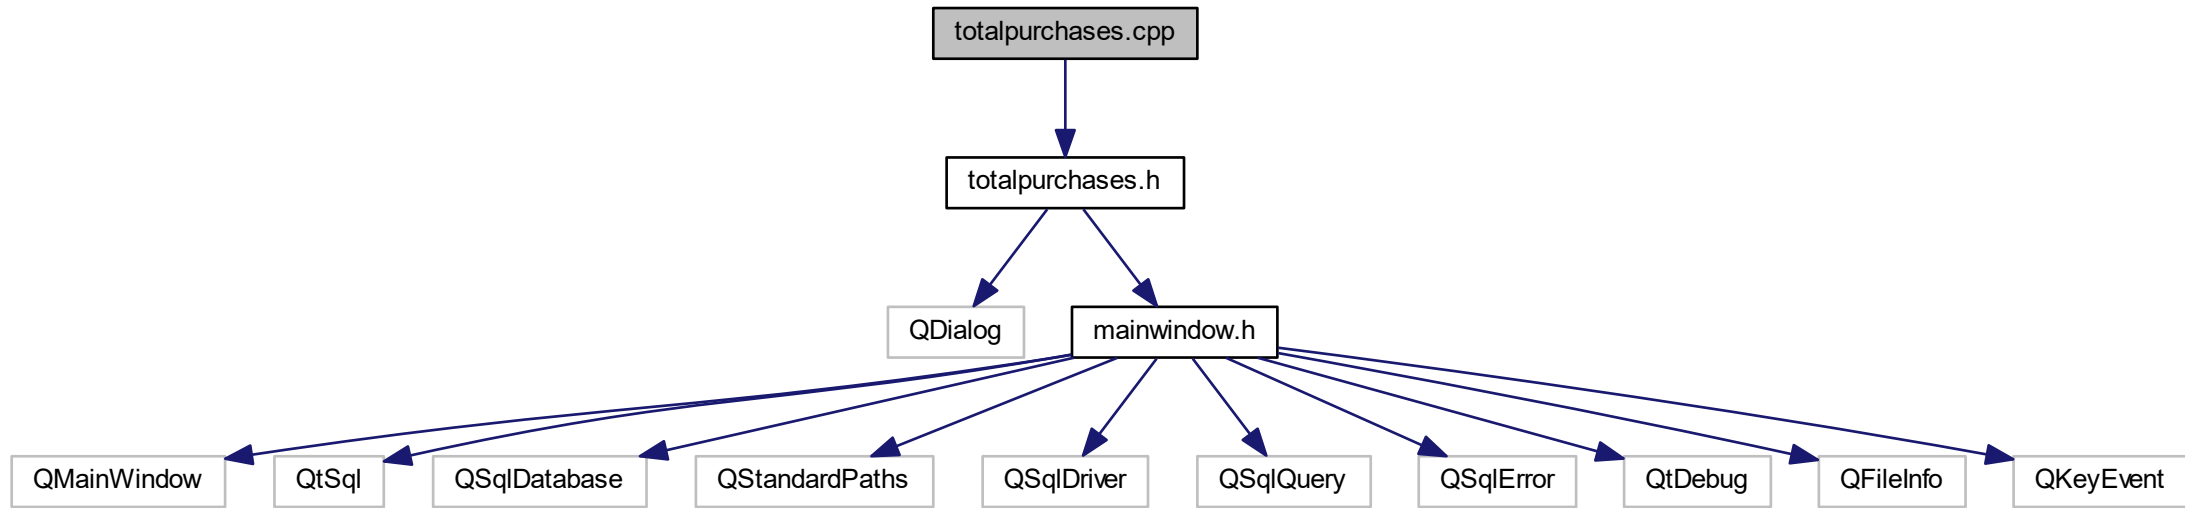 totalpurchases.cpp
totalpurchases.h
QDialog
mainwindow.h
QMainWindow
QtSql
QSqlDatabase
QStandardPaths
QSqlDriver
QSqlQuery
QSqlError
QtDebug
QFileInfo
QKeyEvent